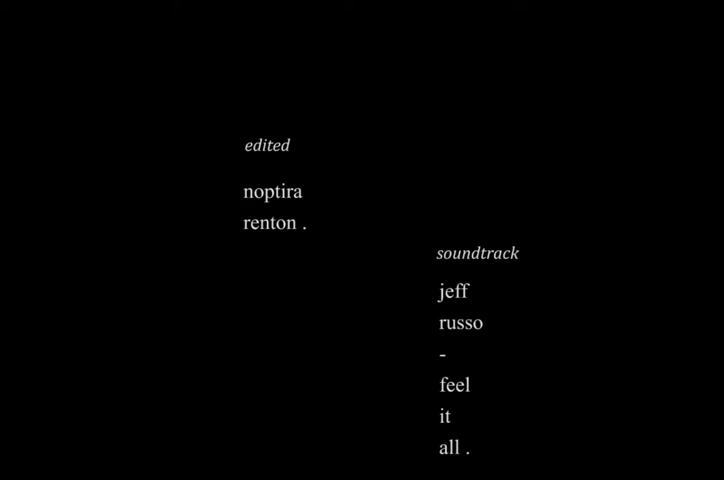 edited
noptira
renton .
soundtrack
jeff
russo
-
feel
it
all .